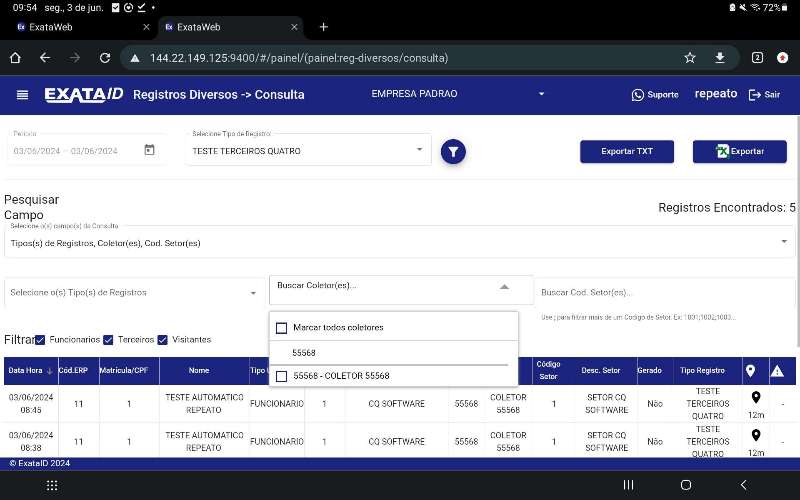 09:54 seg., 3 de jun. 72%
ExataWeb ExataWeb
144.22.149.125:9400/#/painel/(painel:reg-diversos/consulta) 2
EXATAID Registros Diversos -> Consulta EMPRESA PADRAO Suporte repeato Sair
Período Selecione Tipo de Registro:
03/06/2024 – 03/06/2024 TESTE TERCEIROS QUATRO Exportar TXT Exportar
Pesquisar
Campo Registros Encontrados: 5
Selecione o(s) campo(s) da Consulta
Tipos(s) de Registros, Coletor(es), Cod. Setor(es)
Selecione o(s) Tipo(s) de Registros Buscar Coletor(es)... Buscar Cod. Setor(es)...
Use ; para filtrar mais de um Código de Setor. Ex: 1001;1002;1003...
Marcar todos coletores
55568
55568 - COLETOR 55568
Filtrar Funcionarios Terceiros Visitantes
Data Hora Cód.ERP Matrícula/CPF Nome Código Setor Desc. Setor Gerado Tipo Registro
03/06/2024 08:45 11 1 TESTE AUTOMATICO REPEATO FUNCIONARIO 1 CQ SOFTWARE 55568 COLETOR 55568 1 SETOR CQ SOFTWARE Não TESTE TERCEIROS QUATRO 12m -
03/06/2024 08:38 11 1 TESTE AUTOMATICO REPEATO FUNCIONARIO 1 CQ SOFTWARE 55568 COLETOR 55568 1 SETOR CQ SOFTWARE Não TESTE TERCEIROS QUATRO 12m -
© ExataID 2024